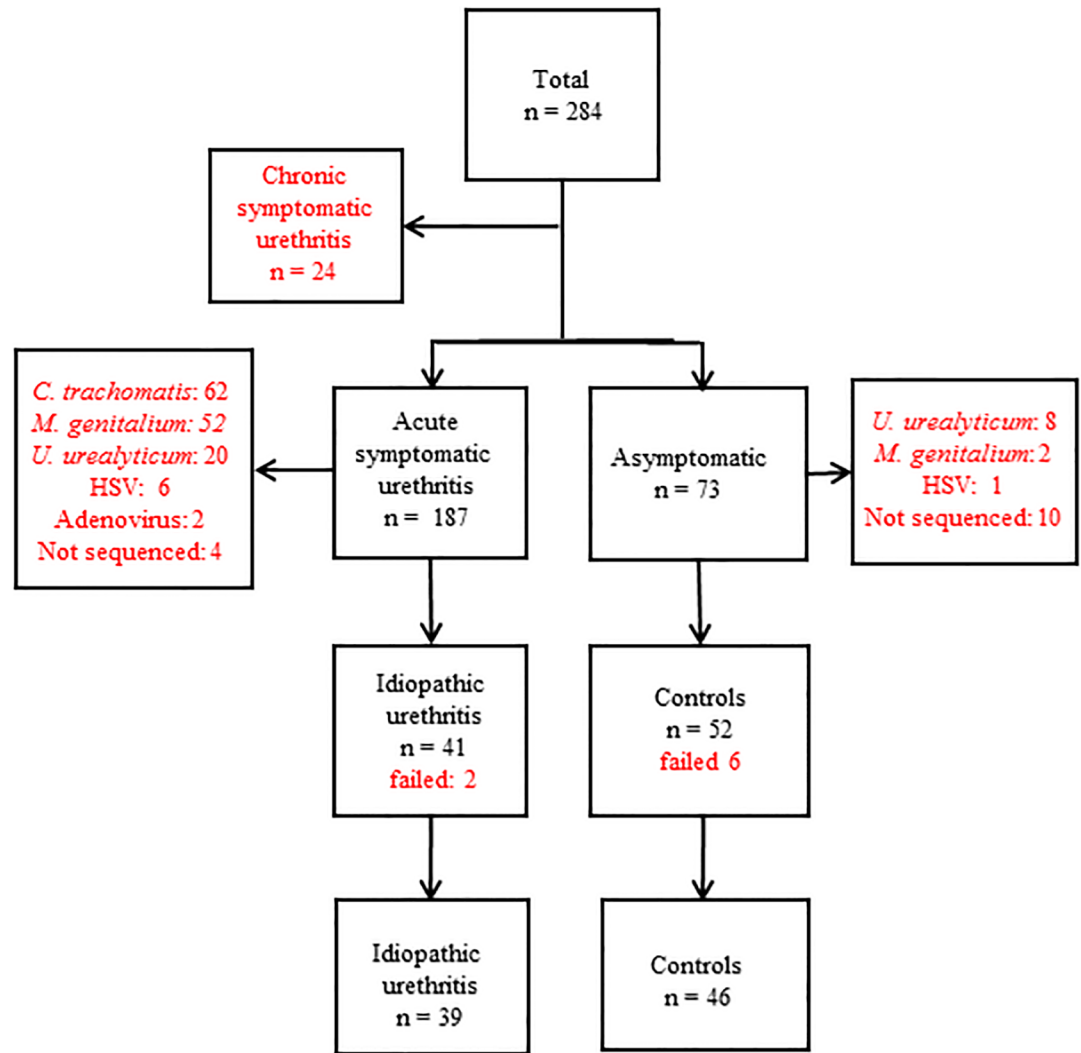 Total
n = 284
Chronic
symptomatic
urethritis
n = 24
C. trachomatis: 62
M. genitalium: 52
U. urealyticum: 20
HSV: 6
Adenovirus: 2
Not sequenced: 4
Acute
symptomatic
urethritis
n = 187
Asymptomatic
n = 73
U. urealyticum: 8
M. genitalium: 2
HSV: 1
Not sequenced: 10
Idiopathic
urethritis
n = 41
failed: 2
Controls
n = 52
failed 6
Idiopathic
urethritis
n = 39
Controls
n = 46